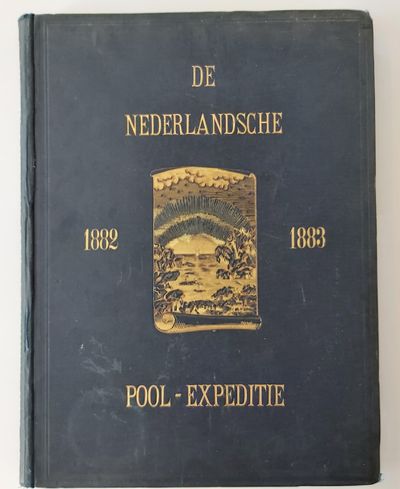 DE
NEDERLANDSCHE
1882 1883
POOL-EXPEDITIE